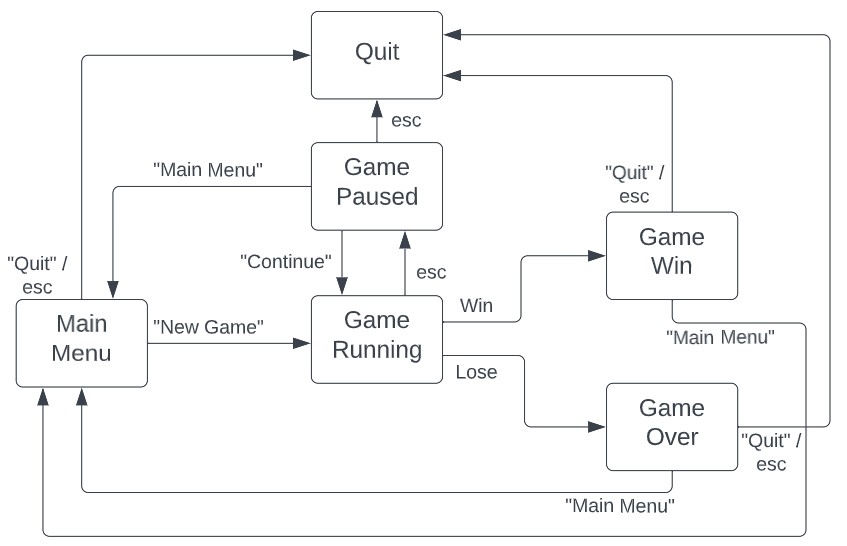 Quit
esc
Game
Paused
"Main Menu"
"Quit" /
esc
"Continue"
esc
Game
Win
"Quit" /
esc
Main
Menu
"New Game"
Game
Running
Win
"Main Menu"
Lose
Game
Over
"Quit" /
esc
"Main Menu"